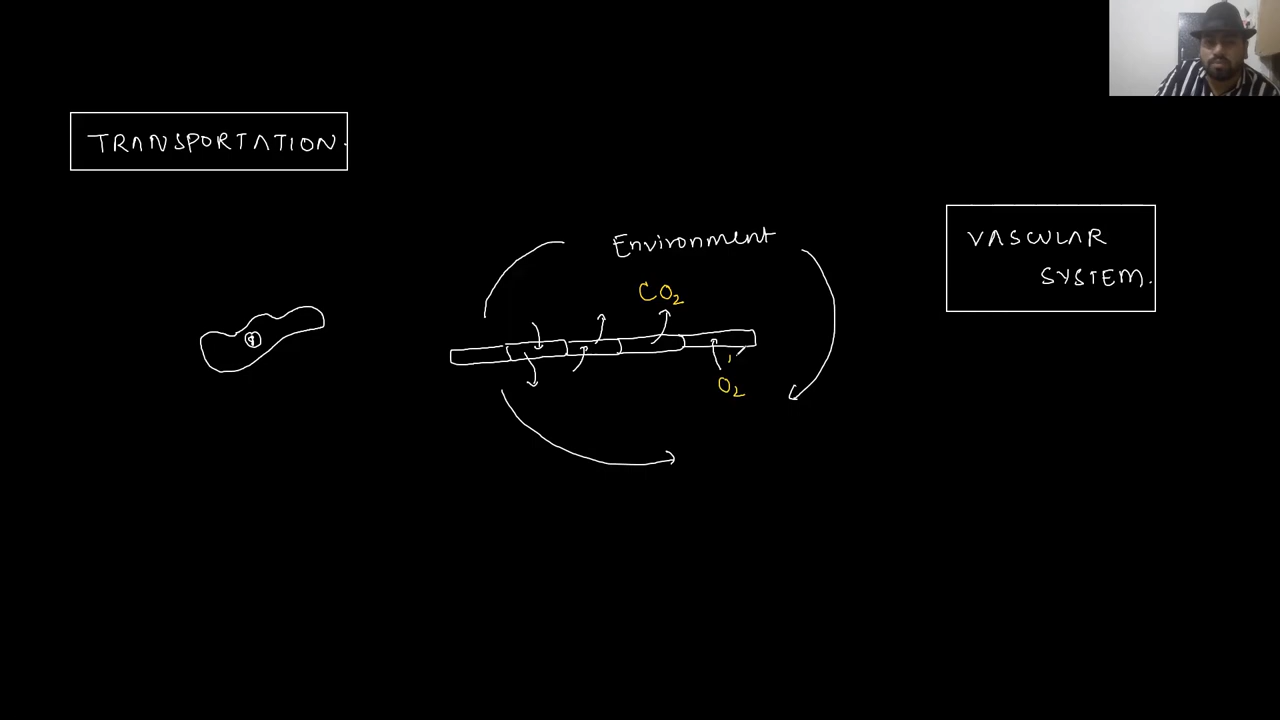 TRANSPORTATION.
Environment
VASCULAR
SYSTEM.
CO2
O2